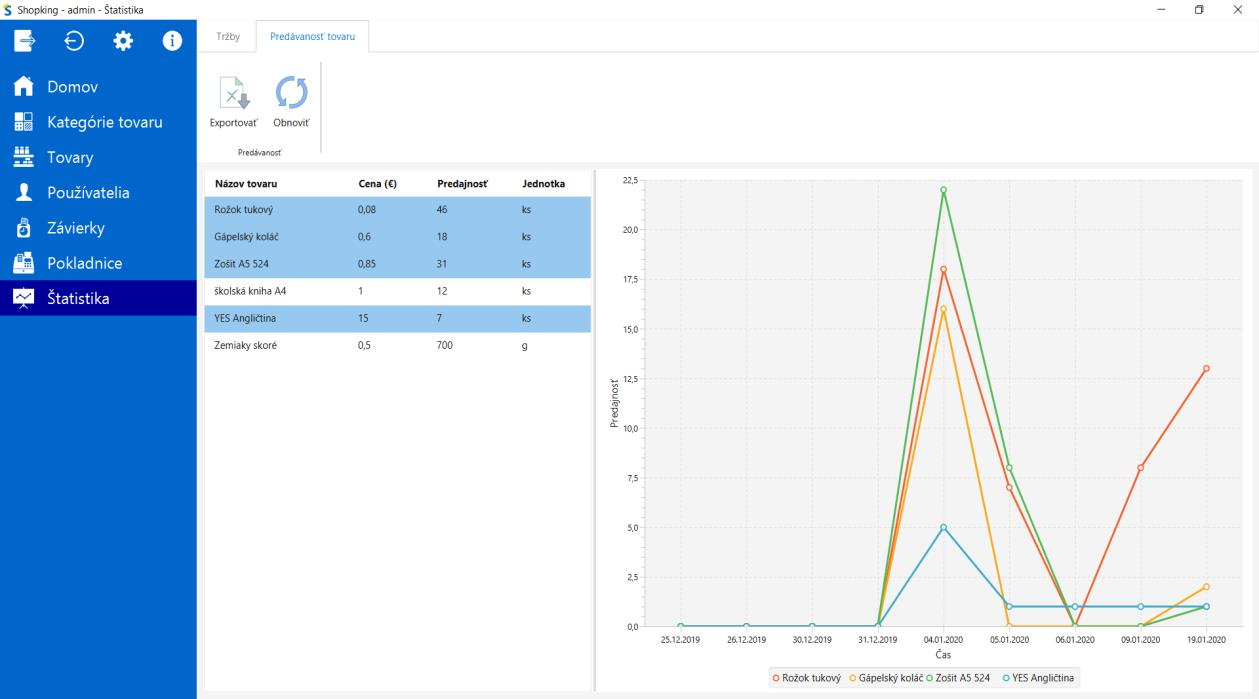 Shopking - admin - Štatistika
Domov
Kategórie tovaru
Tovary
Používatelia
Závierky
Pokladnice
Štatistika
Tržby
Predávanosť tovaru
Exportovať
Obnoviť
Predávanosť
Názov tovaru Cena (€) Predajnosť Jednotka
Rožok tukový 0,08 46 ks
Gápelský koláč 0,6 18 ks
Zošit A5 524 0,85 31 ks
školská kniha A4 1 12 ks
YES Angličtina 15 7 ks
Zemiaky skoré 0,5 700 g
Predajnosť
22,5
20,0
17,5
15,0
12,5
10,0
7,5
5,0
2,5
0,0
25.12.2019 26.12.2019 30.12.2019 31.12.2019 04.01.2020 05.01.2020 06.01.2020 09.01.2020 19.01.2020
Čas
Rožok tukový Gápelský koláč Zošit A5 524 YES Angličtina